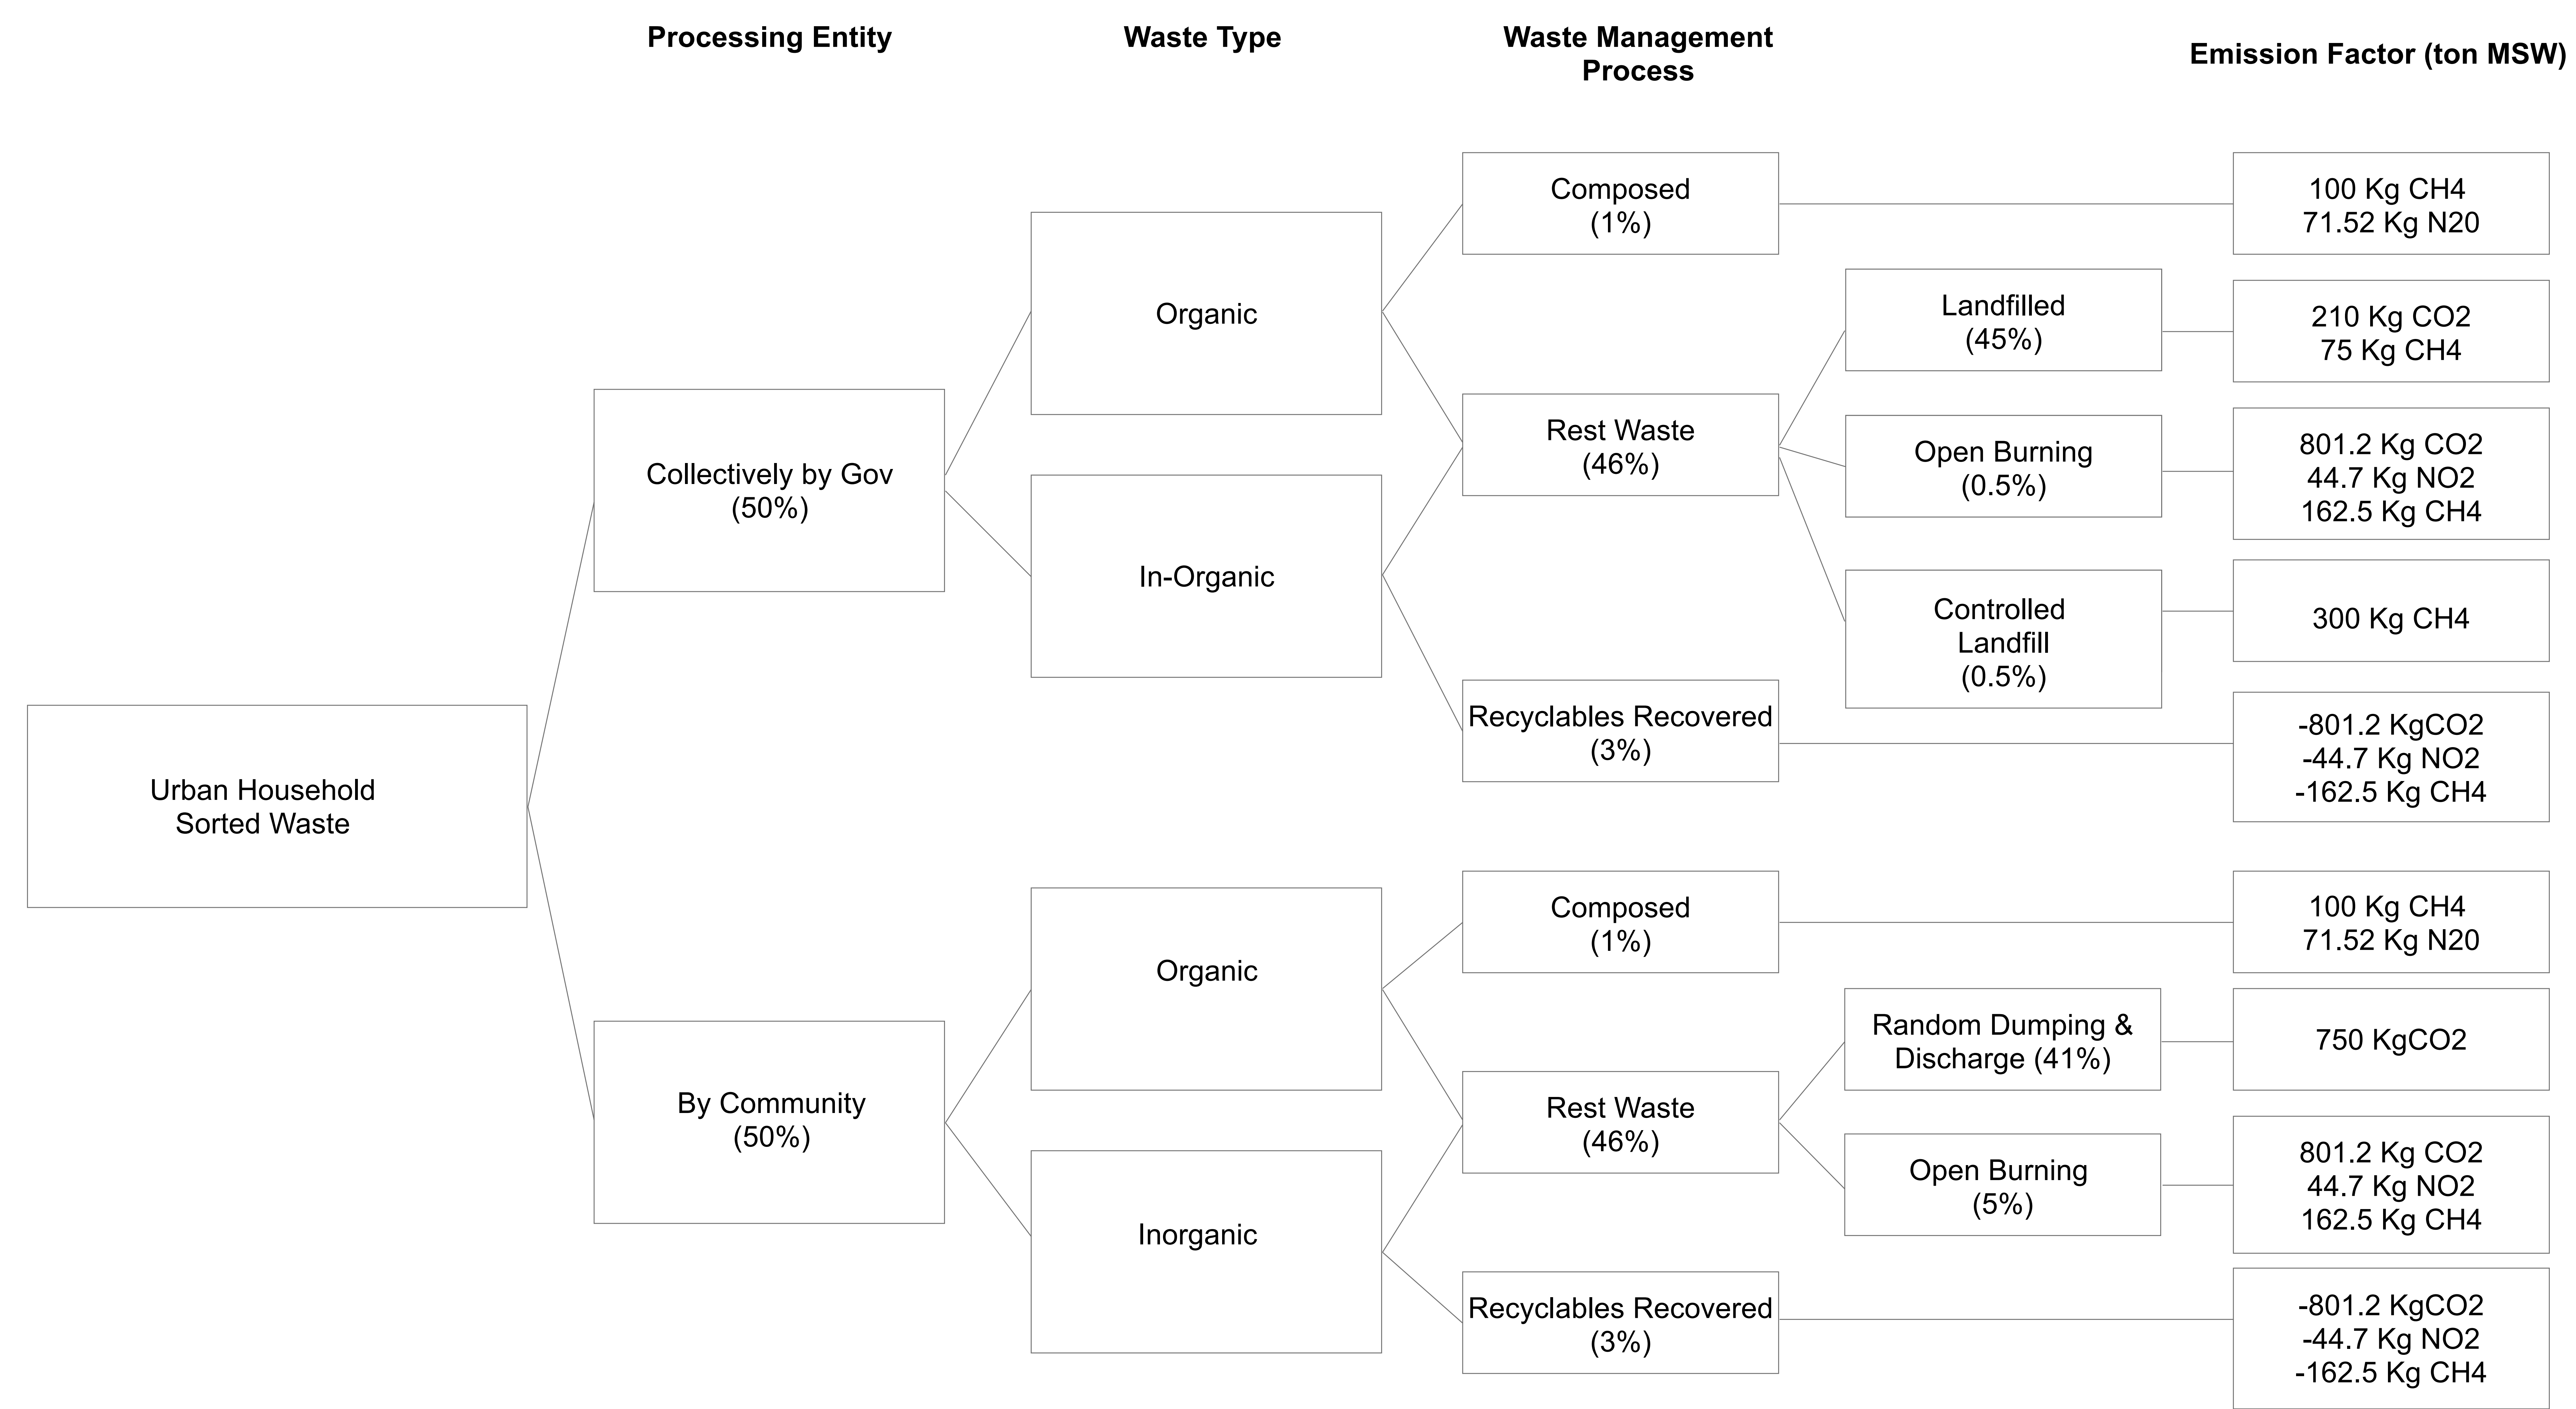 Processing Entity
Waste Type
Waste Management
Process
Emission Factor (ton MSW)
Urban Household
Sorted Waste
Collectively by Gov
(50%)
Organic
In-Organic
Composed
(1%)
Rest Waste
(46%)
Recyclables Recovered
(3%)
Landfilled
(45%)
Open Burning
(0.5%)
Controlled
Landfill
(0.5%)
100 Kg CH4
71.52 Kg N20
210 Kg CO2
75 Kg CH4
801.2 Kg CO2
44.7 Kg NO2
162.5 Kg CH4
300 Kg CH4
-801.2 KgCO2
-44.7 Kg NO2
-162.5 Kg CH4
By Community
(50%)
Organic
Inorganic
Composed
(1%)
Rest Waste
(46%)
Recyclables Recovered
(3%)
Random Dumping &
Discharge (41%)
Open Burning
(5%)
100 Kg CH4
71.52 Kg N20
750 KgCO2
801.2 Kg CO2
44.7 Kg NO2
162.5 Kg CH4
-801.2 KgCO2
-44.7 Kg NO2
-162.5 Kg CH4